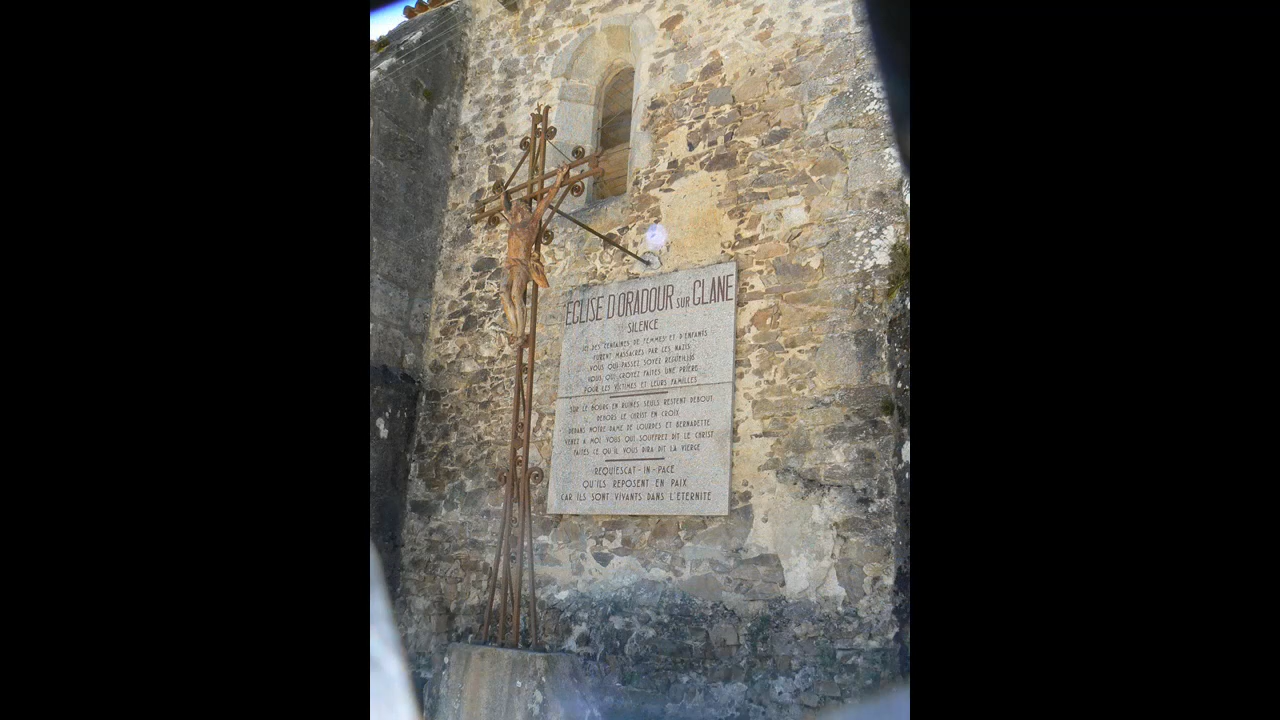 EGLISE D'ORADOUR SUR GLANE
SILENCE
ICI DES CENTAINES DE FEMMES ET D'ENFANTS
FURENT MASSACRES PAR LES NAZIS
VOUS QUI PASSEZ SOYEZ RECUEILLIS
VOUS QUI CROYEZ FAITES UNE PRIERE
POUR LES VICTIMES ET LEURS FAMILLES
SUR LE BOURG EN RUINES SEULS RESTENT DEBOUT
DEHORS LE CHRIST EN CROIX
DEDANS NOTRE DAME DE LOURDES ET BERNADETTE
VENEZ A MOI, VOUS QUI SOUFFREZ DIT LE CHRIST
FAITES CE QU'IL VOUS DIRA DIT LA VIERGE
REQUIESCAT-IN-PACE
QU'ILS REPOSENT EN PAIX
CAR ILS SONT VIVANTS DANS L'ETERNITE